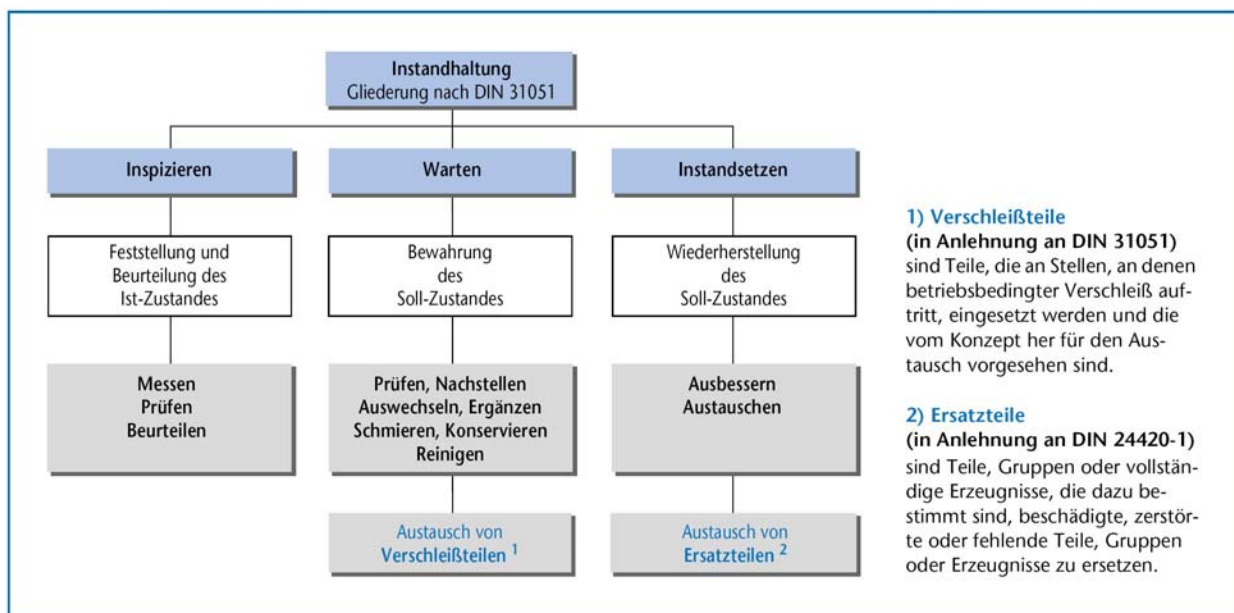 Instandhaltung
Gliederung nach DIN 31051
Inspizieren
Warten
Instandsetzen
Feststellung und
Beurteilung des
Ist-Zustandes
Bewahrung
des
Soll-Zustandes
Wiederherstellung
des
Soll-Zustandes
Messen
Prüfen
Beurteilen
Prüfen, Nachstellen
Auswechseln, Ergänzen
Schmieren, Konservieren
Reinigen
Ausbessern
Austauschen
Austausch von
Verschleißteilen 1
Austausch von
Ersatzteilen 2
1) Verschleißteile
(in Anlehnung an DIN 31051)
sind Teile, die an Stellen, an denen
betriebsbedingter Verschleiß auf-
tritt, eingesetzt werden und die
vom Konzept her für den Aus-
tausch vorgesehen sind.
2) Ersatzteile
(in Anlehnung an DIN 24420-1)
sind Teile, Gruppen oder vollstän-
dige Erzeugnisse, die dazu be-
stimmt sind, beschädigte, zerstör-
te oder fehlende Teile, Gruppen
oder Erzeugnisse zu ersetzen.